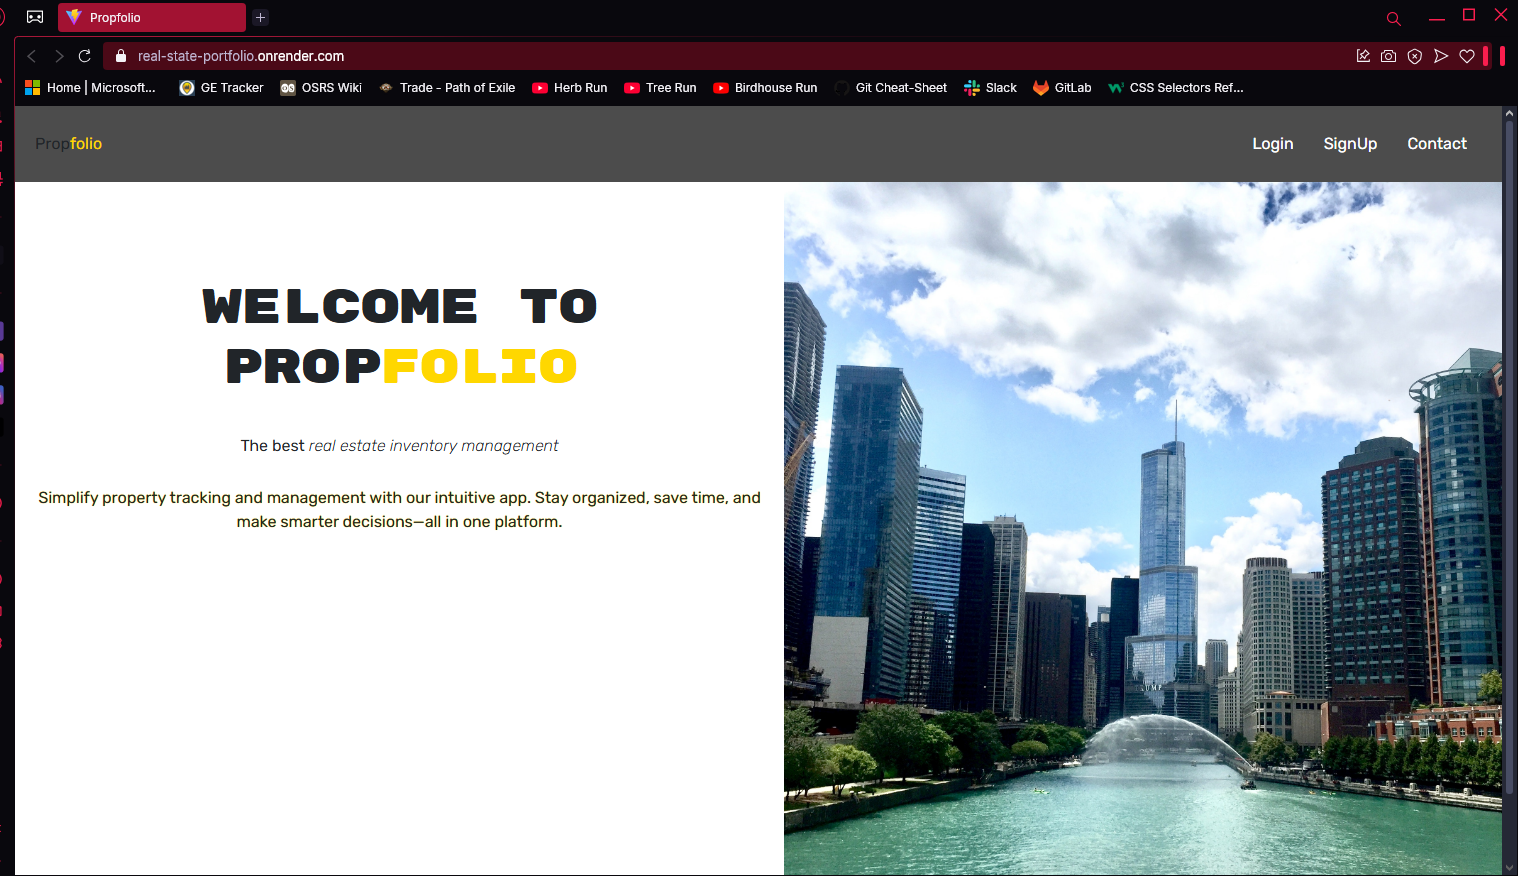 Propfolio
real-state-portfolio.onrender.com
Home | Microsoft... GE Tracker OSRS Wiki Trade - Path of Exile Herb Run Tree Run Birdhouse Run Git Cheat-Sheet Slack GitLab CSS Selectors Ref...
Propfolio Login SignUp Contact
WELCOME TO
PROPFOLIO
The best real estate inventory management
Simplify property tracking and management with our intuitive app. Stay organized, save time, and
make smarter decisions—all in one platform.